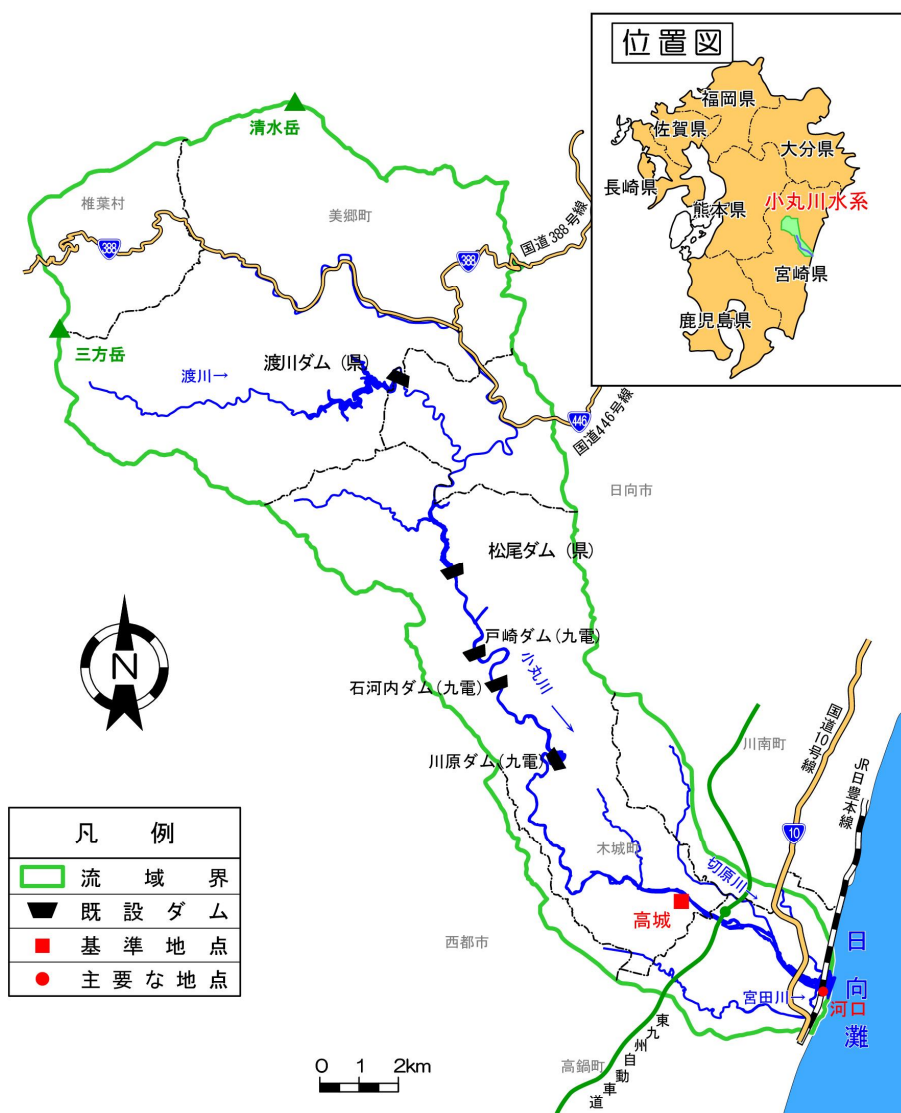 位置図
福岡県
佐賀県
大分県
長崎県
熊本県
小丸川水系
宮崎県
鹿児島県
清水岳
椎葉村
美郷町
388
国道388号線
388
三方岳
渡川→
渡川ダム(県)
446
国道446号線
日向市
松尾ダム(県)
戸崎ダム(九電)
小丸川→
石河内ダム(九電)
川原ダム(九電)
N
国道10号線
川南町
JR日豊本線
10
木城町
切原川→
高城
西都市
宮田川→
河口
日向灘
高鍋町
東九州自動車道
凡例
流域界
既設ダム
基準地点
主要な地点
0 1 2km